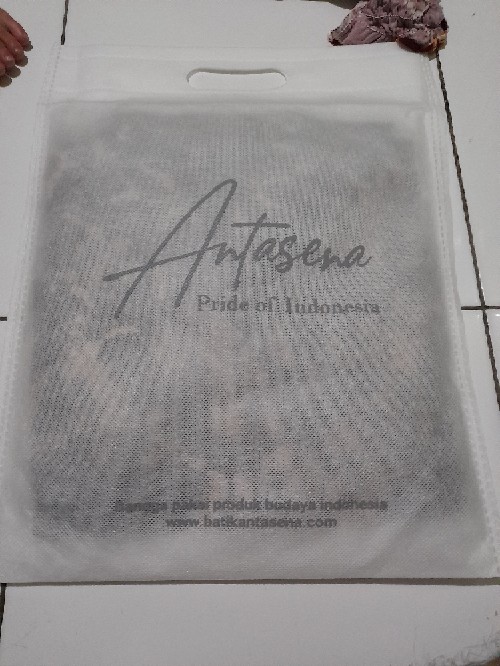 Antasena
Pride of Indonesia
Bangga pakai produk budaya indonesia
www.batikantasena.com